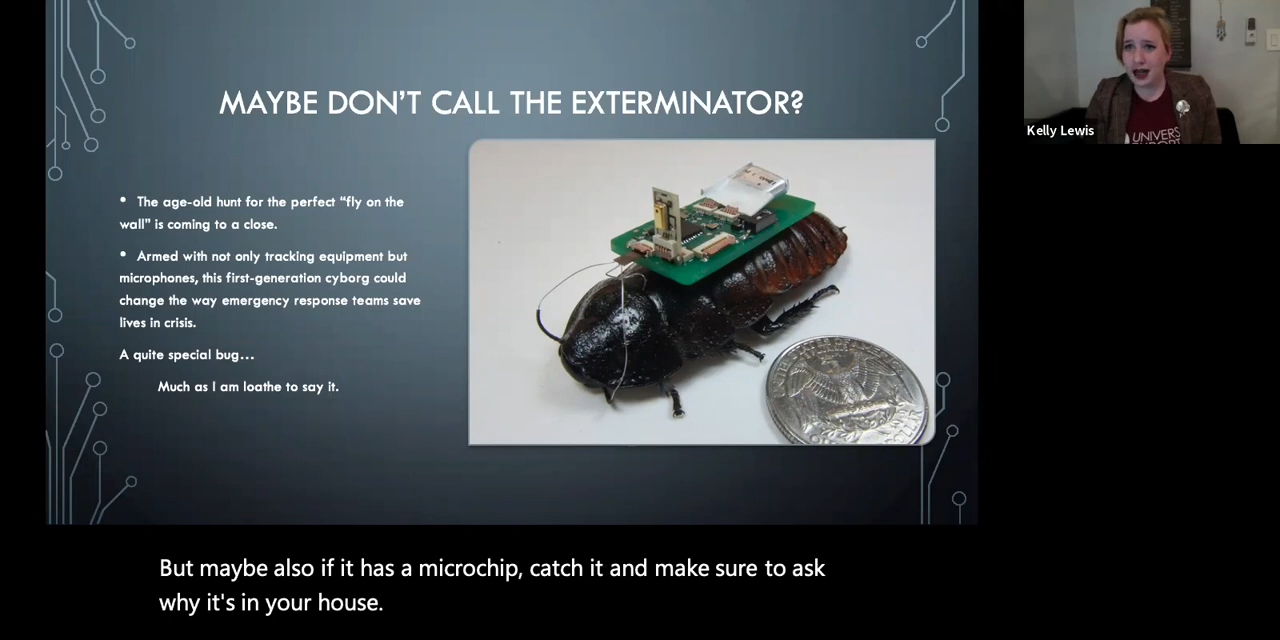 MAYBE DON'T CALL THE EXTERMINATOR?
• The age-old hunt for the perfect “fly on the
wall” is coming to a close.
• Armed with not only tracking equipment but
microphones, this first-generation cyborg could
change the way emergency response teams save
lives in crisis.
A quite special bug...
Much as I am loathe to say it.
Kelly Lewis
But maybe also if it has a microchip, catch it and make sure to ask
why it's in your house.